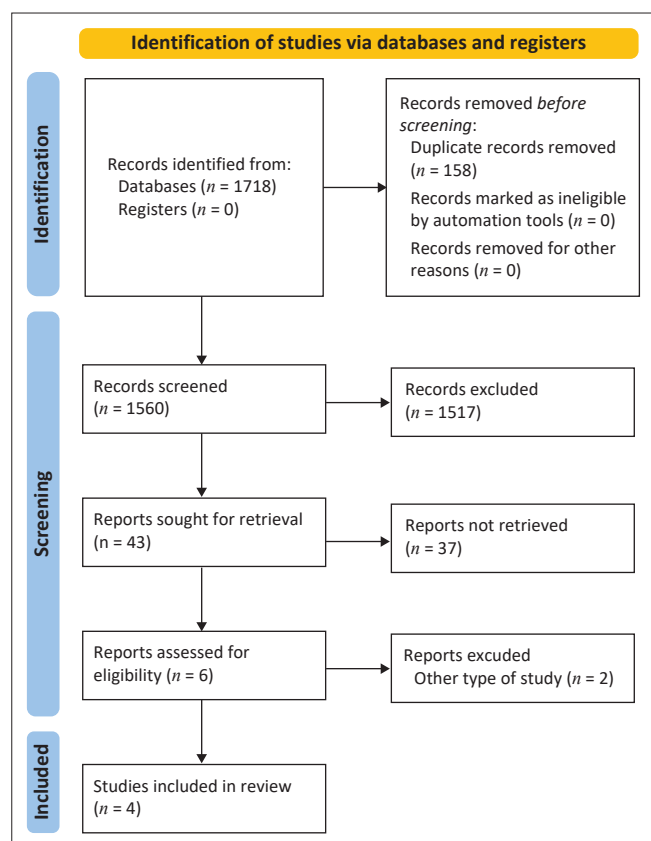 Identification of studies via databases and registers
Identification
Records identified from:
Databases (n = 1718)
Registers (n = 0)
Records removed before
screening:
Duplicate records removed
(n = 158)
Records marked as ineligible
by automation tools (n = 0)
Records removed for other
reasons (n = 0)
Screening
Records screened
(n = 1560)
Records excluded
(n = 1517)
Reports sought for retrieval
(n = 43)
Reports not retrieved
(n = 37)
Reports assessed for
eligibility (n = 6)
Reports excuded
Other type of study (n = 2)
Included
Studies included in review
(n = 4)